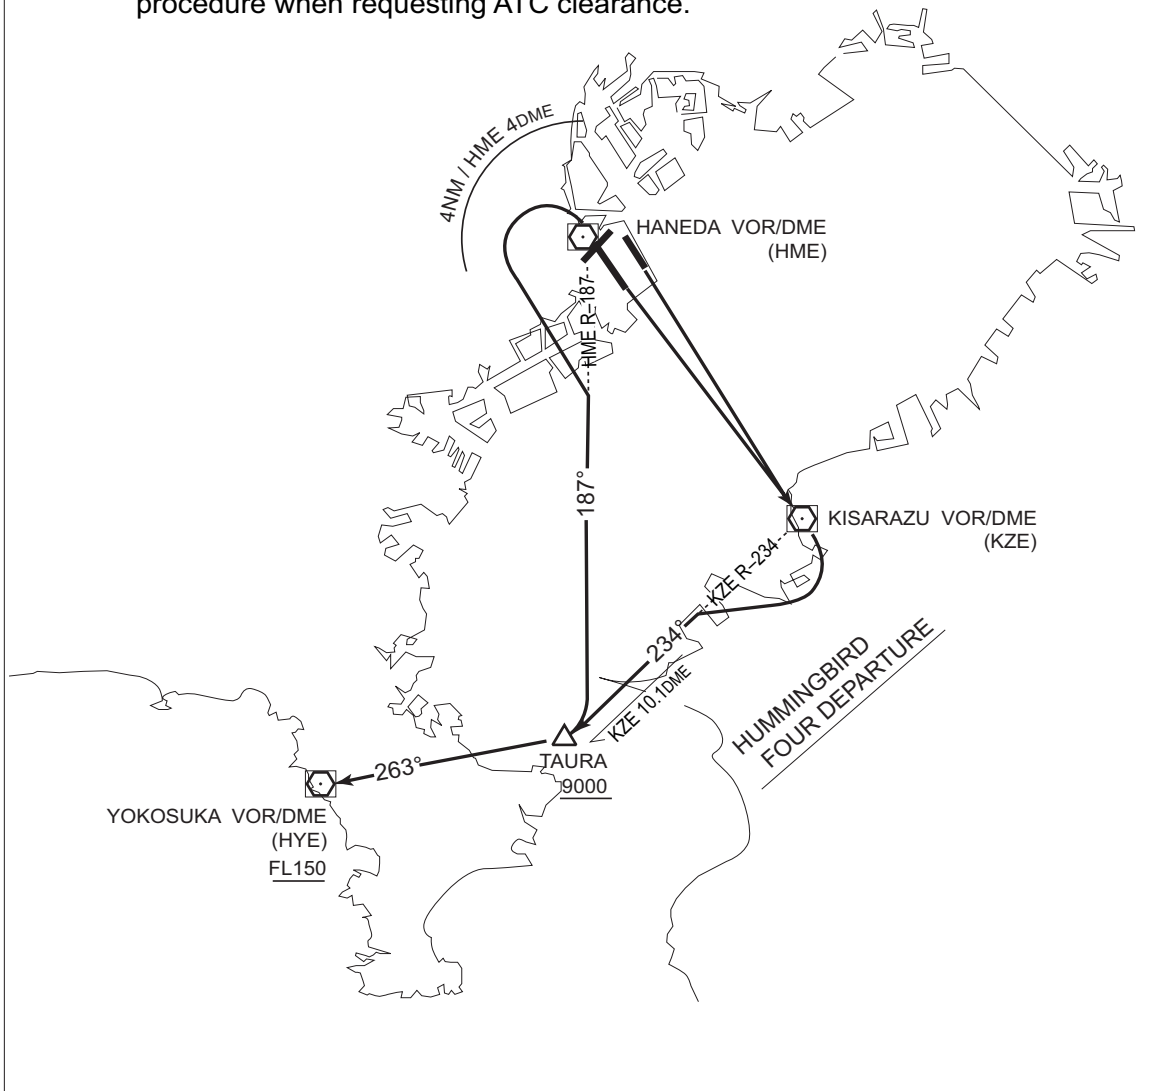 procedure when requesting ATC clearance.
4NM / HME 4DME
HANEDA VOR/DME
(HME)
HME R-187
187°
KISARAZU VOR/DME
(KZE)
KZE R-234
234°
KZE 10.1DME
HUMMINGBIRD
FOUR DEPARTURE
TAURA
9000
263°
YOKOSUKA VOR/DME
(HYE)
FL150